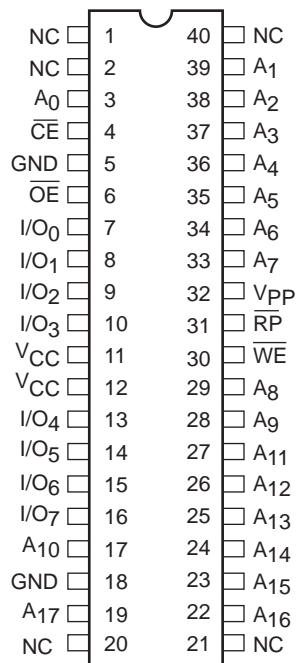 NC 1 40 NC
NC 2 39 A1
A0 3 38 A2
C̅E̅ 4 37 A3
GND 5 36 A4
O̅E̅ 6 35 A5
I/O0 7 34 A6
I/O1 8 33 A7
I/O2 9 32 VPP
I/O3 10 31 R̅P̅
VCC 11 30 W̅E̅
VCC 12 29 A8
I/O4 13 28 A9
I/O5 14 27 A11
I/O6 15 26 A12
I/O7 16 25 A13
A10 17 24 A14
GND 18 23 A15
A17 19 22 A16
NC 20 21 NC